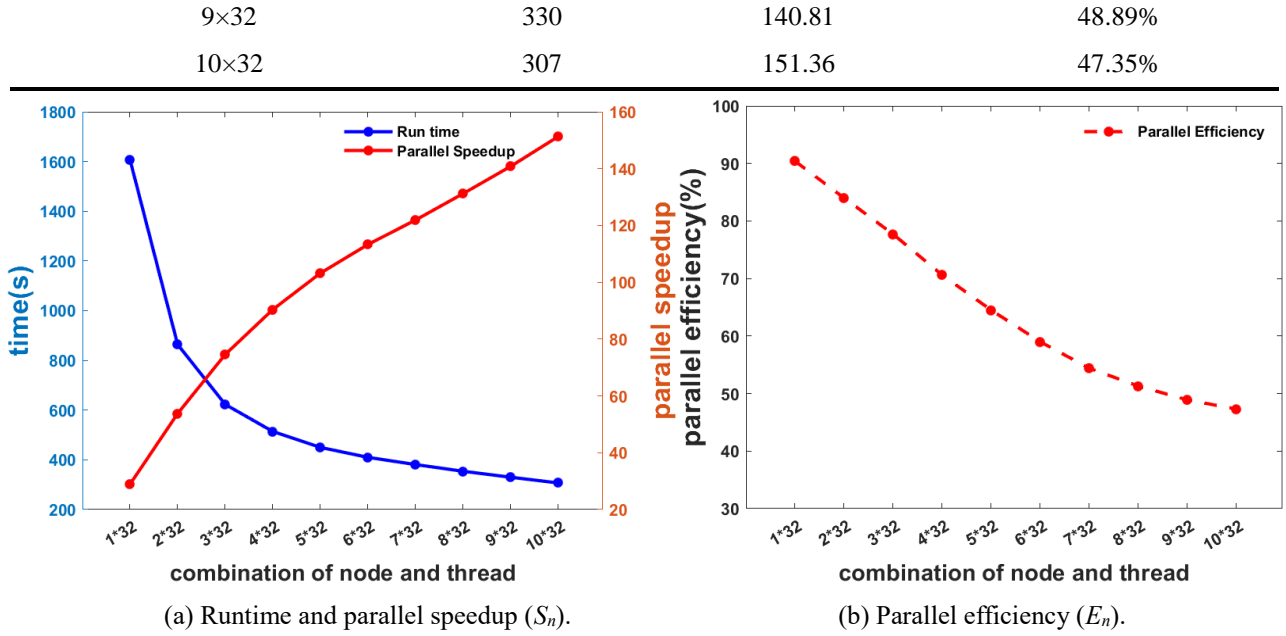 9×32 330 140.81 48.89%
10×32 307 151.36 47.35%
1800
1600
1400
1200
1000
800
600
400
200
time(s)
Run time
Parallel Speedup
160
140
120
100
80
60
40
20
parallel speedup
1*32 2*32 3*32 4*32 5*32 6*32 7*32 8*32 9*32 10*32
combination of node and thread
(a) Runtime and parallel speedup (Sn).
100
90
80
70
60
50
40
30
parallel efficiency(%)
Parallel Efficiency
1*32 2*32 3*32 4*32 5*32 6*32 7*32 8*32 9*32 10*32
combination of node and thread
(b) Parallel efficiency (En).